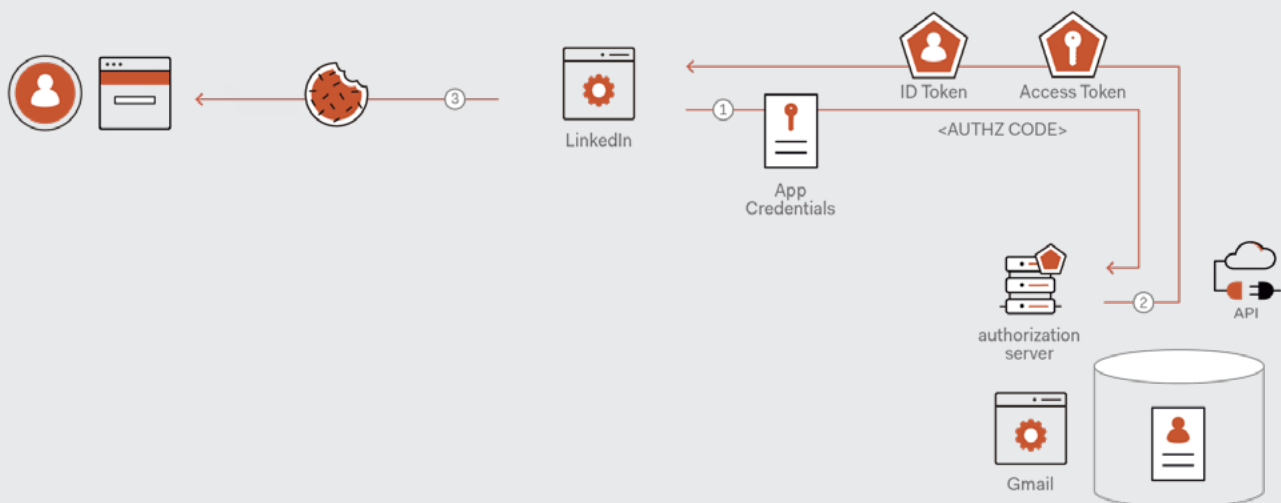 ID Token
Access Token
3
1
LinkedIn
<AUTHZ CODE>
App
Credentials
2
API
authorization
server
Gmail